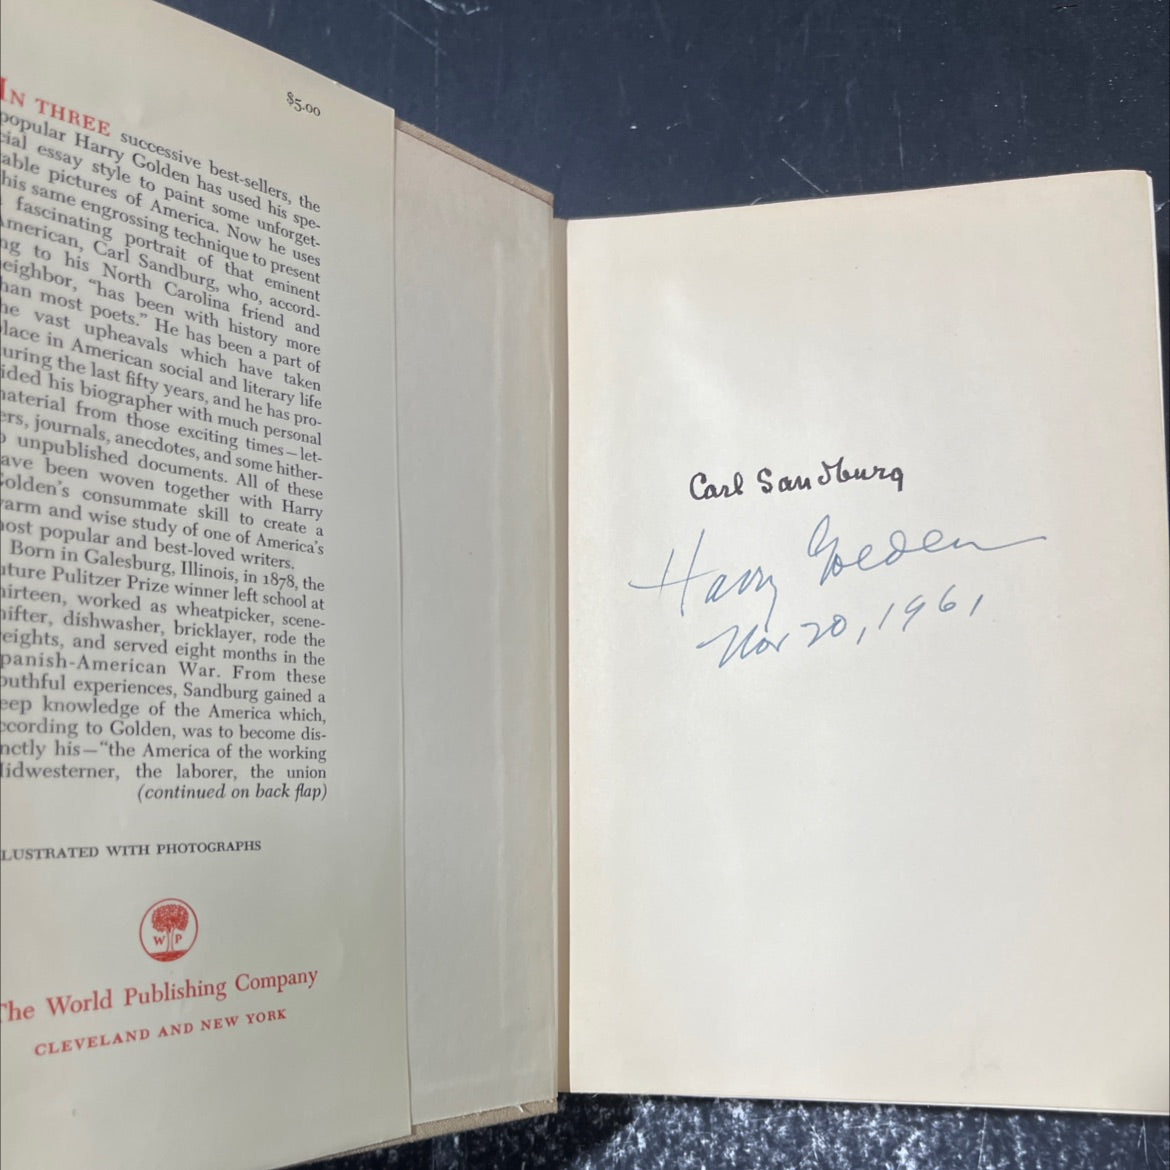 $5.00
IN THREE successive best-sellers, the
popular Harry Golden has used his spe-
cial essay style to paint some unforget-
able pictures of America. Now he uses
his same engrossing technique to present
fascinating portrait of that eminent
American, Carl Sandburg, who, accord-
ng to his North Carolina friend and
eighbor, "has been with history more
han most poets." He has been a part of
he vast upheavals which have taken
lace in American social and literary life
uring the last fifty years, and he has pro-
ided his biographer with much personal
aterial from those exciting times—let-
ers, journals, anecdotes, and some hither-
o unpublished documents. All of these
ave been woven together with Harry
Golden's consummate skill to create a
arm and wise study of one of America's
ost popular and best-loved writers.
Born in Galesburg, Illinois, in 1878, the
uture Pulitzer Prize winner left school at
hirteen, worked as wheatpicker, scene-
hifter, dishwasher, bricklayer, rode the
eights, and served eight months in the
panish-American War. From these
outhful experiences, Sandburg gained a
eep knowledge of the America which,
ccording to Golden, was to become dis-
nctly his—"the America of the working
idwesterner, the laborer, the union
(continued on back flap)
LUSTRATED WITH PHOTOGRAPHS
W P
The World Publishing Company
CLEVELAND AND NEW YORK
Carl Sandburg
Harry Golden
Nov 20, 1961